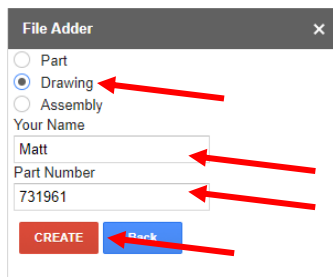 File Adder ×
Part
Drawing
Assembly
Your Name
Matt
Part Number
731961
CREATE Back